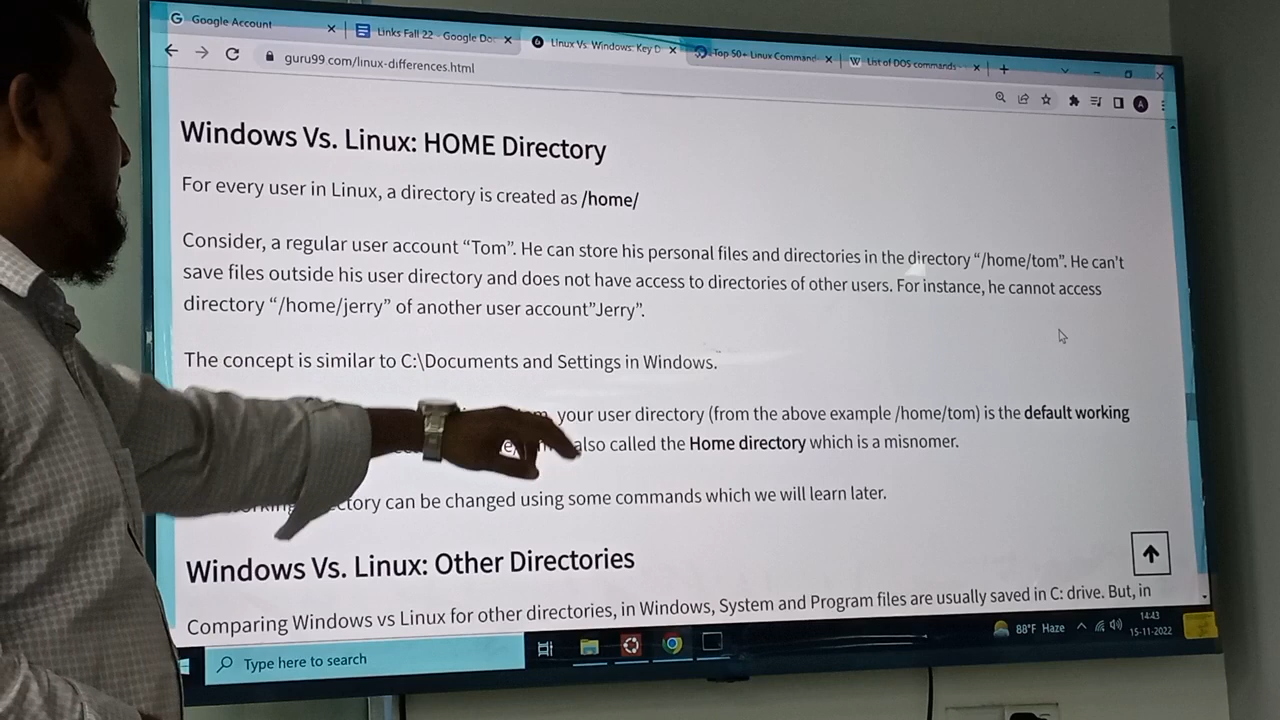 Google Account
Links Fall 22 - Google Do
Linux Vs. Windows: Key D
Top 50+ Linux Command
List of DOS commands -
guru99.com/linux-differences.html
Windows Vs. Linux: HOME Directory
For every user in Linux, a directory is created as /home/
Consider, a regular user account “Tom”. He can store his personal files and directories in the directory “/home/tom”. He can't
save files outside his user directory and does not have access to directories of other users. For instance, he cannot access
directory “/home/jerry” of another user account”Jerry”.
The concept is similar to C:\Documents and Settings in Windows.
your user directory (from the above example /home/tom) is the default working
also called the Home directory which is a misnomer.
can be changed using some commands which we will learn later.
Windows Vs. Linux: Other Directories
Comparing Windows vs Linux for other directories, in Windows, System and Program files are usually saved in C: drive. But, in
Type here to search
88°F Haze
14:43
15-11-2022